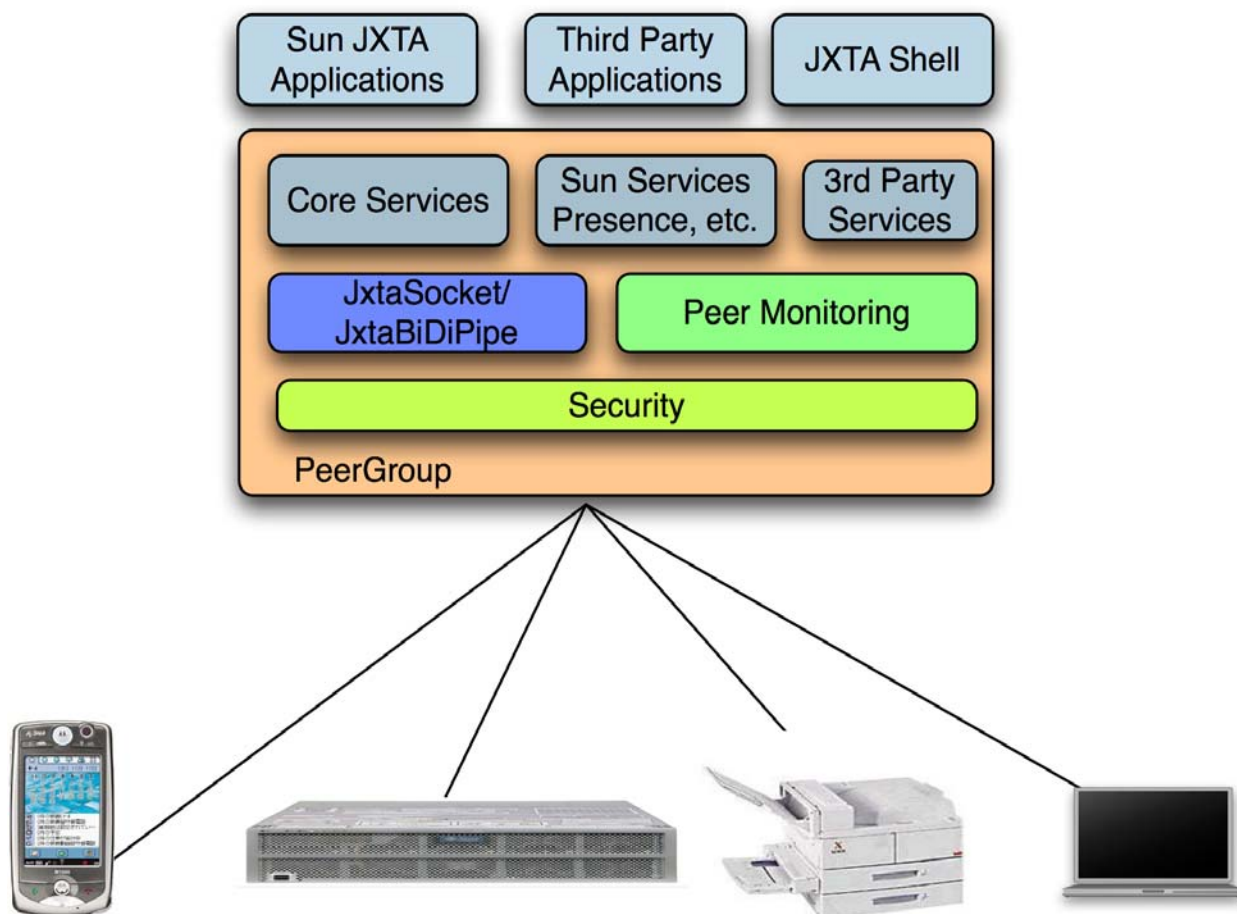 Sun JXTA
Applications
Third Party
Applications
JXTA Shell
Core Services
Sun Services
Presence, etc.
3rd Party
Services
JxtaSocket/
JxtaBiDiPipe
Peer Monitoring
Security
PeerGroup